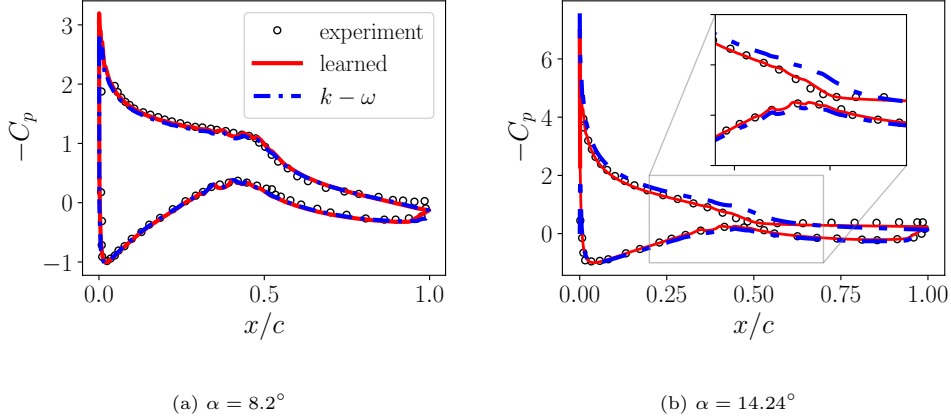 3
2
1
0
−1
−C_p
0.0
0.5
1.0
x/c
experiment
learned
k − ω
(a) α = 8.2°
6
4
2
0
−C_p
0.00
0.25
0.50
0.75
1.00
x/c
(b) α = 14.24°